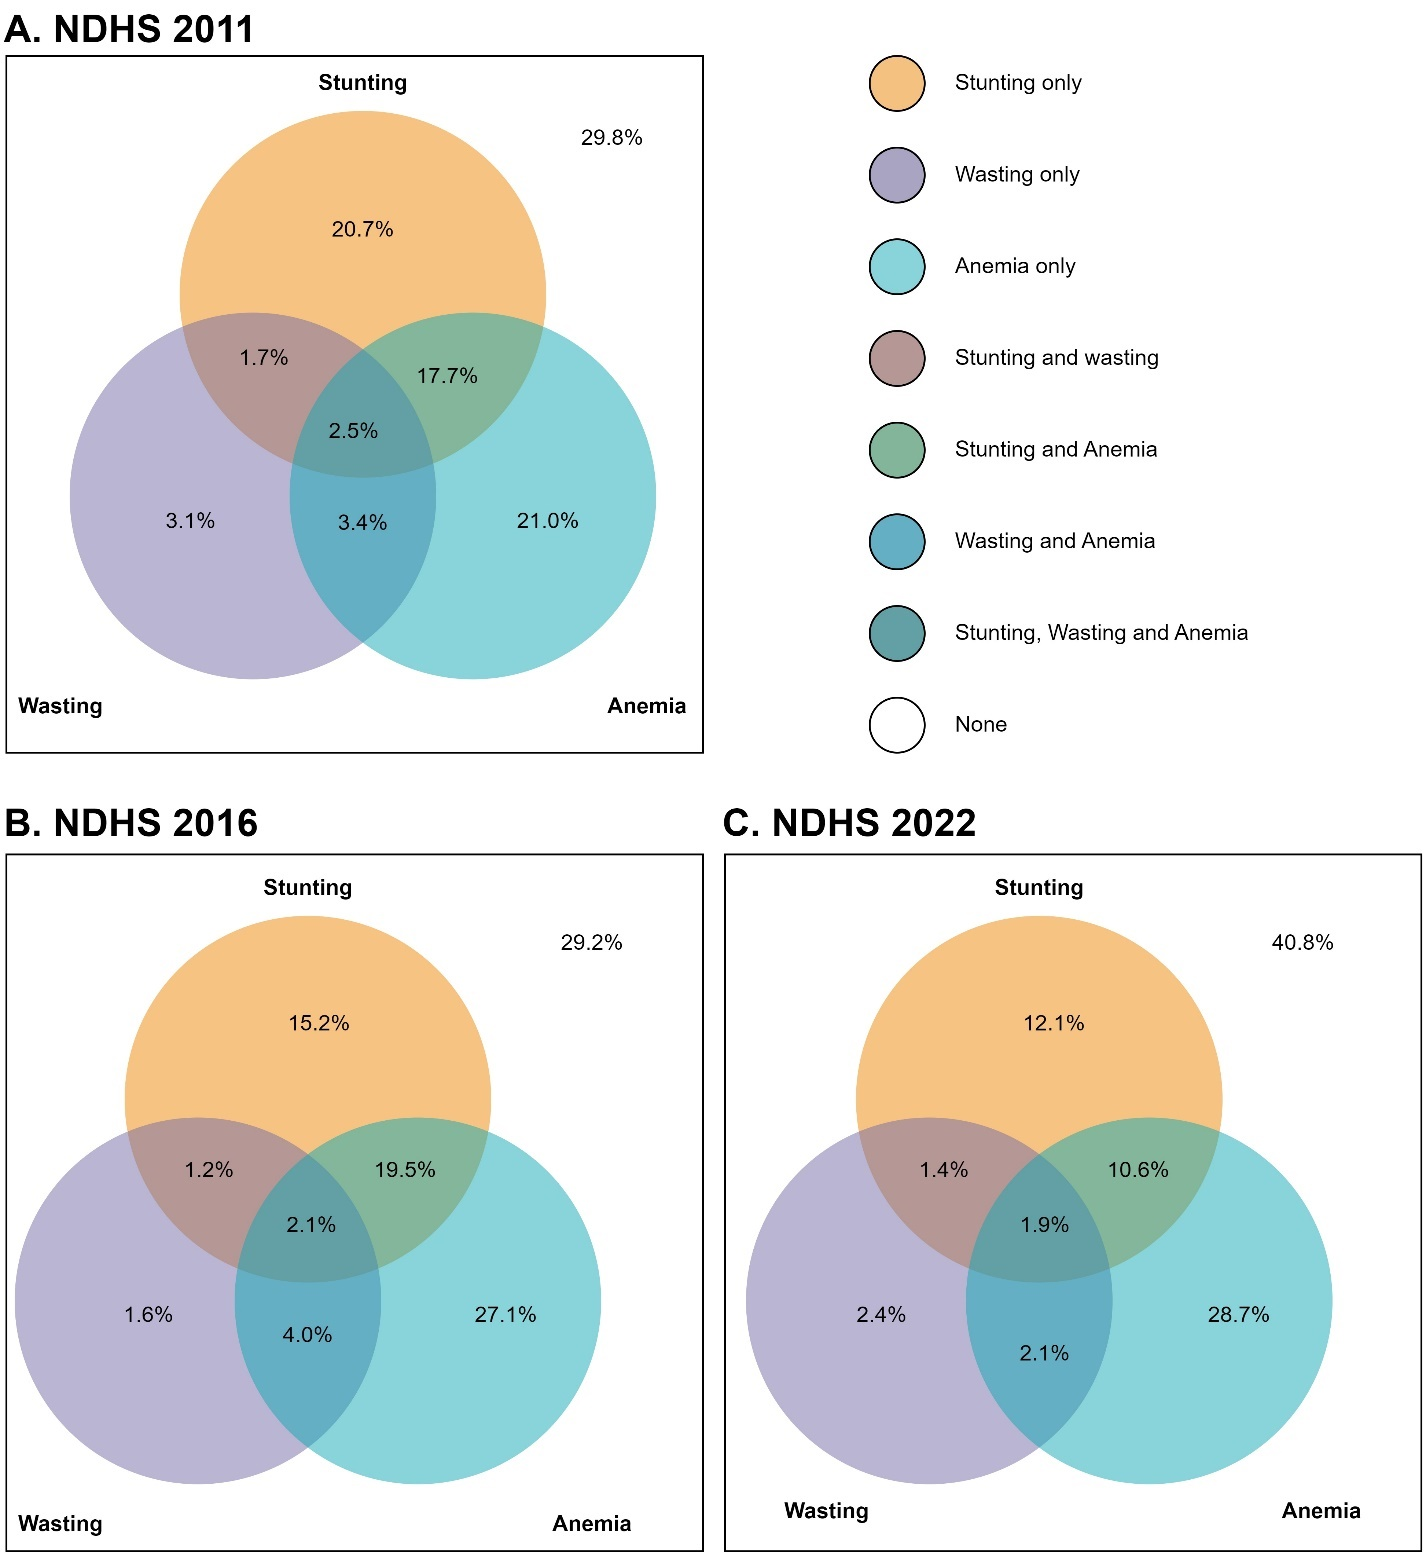 A. NDHS 2011
Stunting
29.8%
20.7%
1.7%
17.7%
2.5%
3.1%
3.4%
21.0%
Wasting
Anemia
Stunting only
Wasting only
Anemia only
Stunting and wasting
Stunting and Anemia
Wasting and Anemia
Stunting, Wasting and Anemia
None
B. NDHS 2016
Stunting
29.2%
15.2%
1.2%
19.5%
2.1%
1.6%
4.0%
27.1%
Wasting
Anemia
C. NDHS 2022
Stunting
40.8%
12.1%
1.4%
10.6%
1.9%
2.4%
2.1%
28.7%
Wasting
Anemia